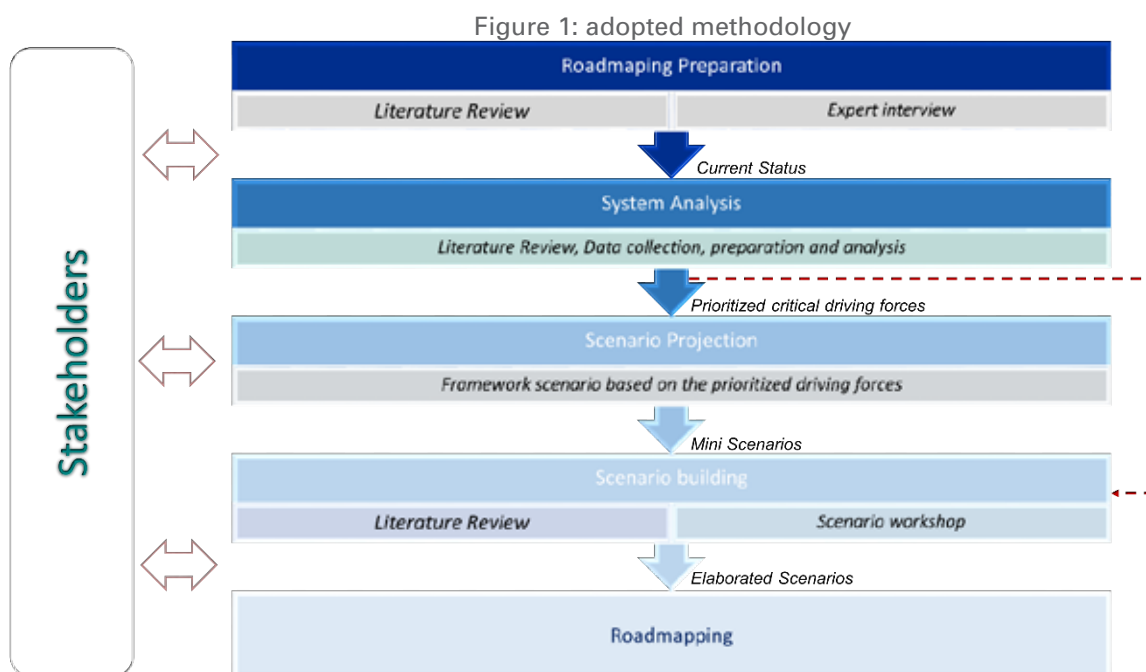 Figure 1: adopted methodology
Roadmaping Preparation
Literature Review
Expert interview
Current Status
System Analysis
Literature Review, Data collection, preparation and analysis
Prioritized critical driving forces
Scenario Projection
Framework scenario based on the prioritized driving forces
Mini Scenarios
Scenario building
Literature Review
Scenario workshop
Elaborated Scenarios
Roadmapping
Stakeholders